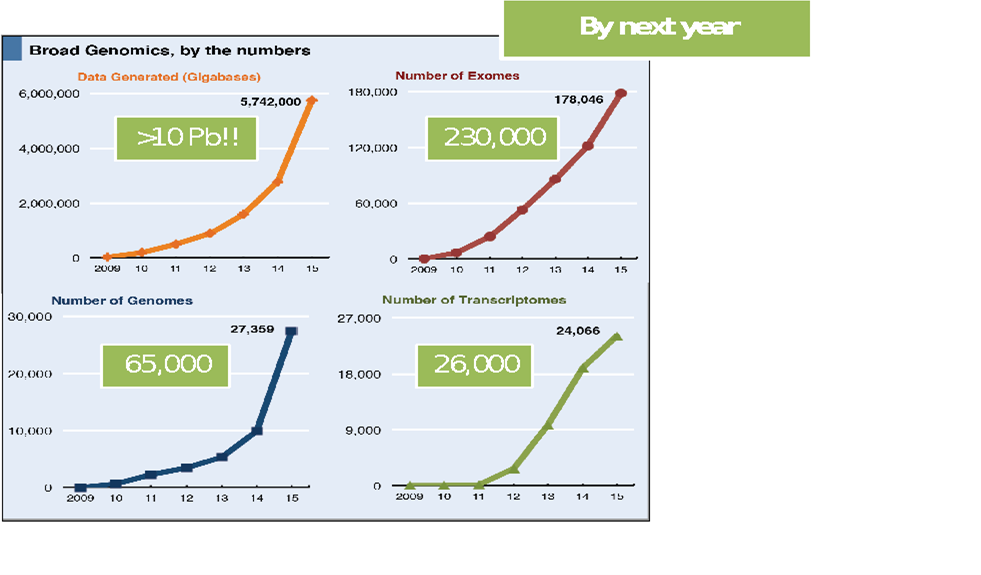 By next year
Broad Genomics, by the numbers
Data Generated (Gigabases)
6,000,000
4,000,000
2,000,000
0
5,742,000
>10 Pb!!
2009 10 11 12 13 14 15
Number of Exomes
180,000
120,000
60,000
0
178,046
230,000
2009 10 11 12 13 14 15
Number of Genomes
30,000
20,000
10,000
0
27,359
65,000
2009 10 11 12 13 14 15
Number of Transcriptomes
27,000
18,000
9,000
0
24,066
26,000
2009 10 11 12 13 14 15